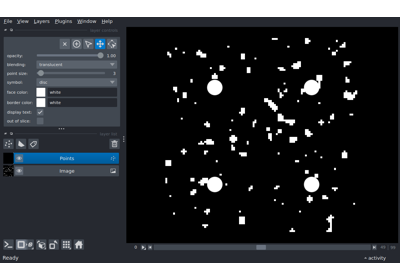 File View Layers Plugins Window Help
opacity: 1.00
blending: translucent
point size:
symbol: disc
face color: white
border color: white
display text:
out of slice:
Points
Image
0
Ready
activity